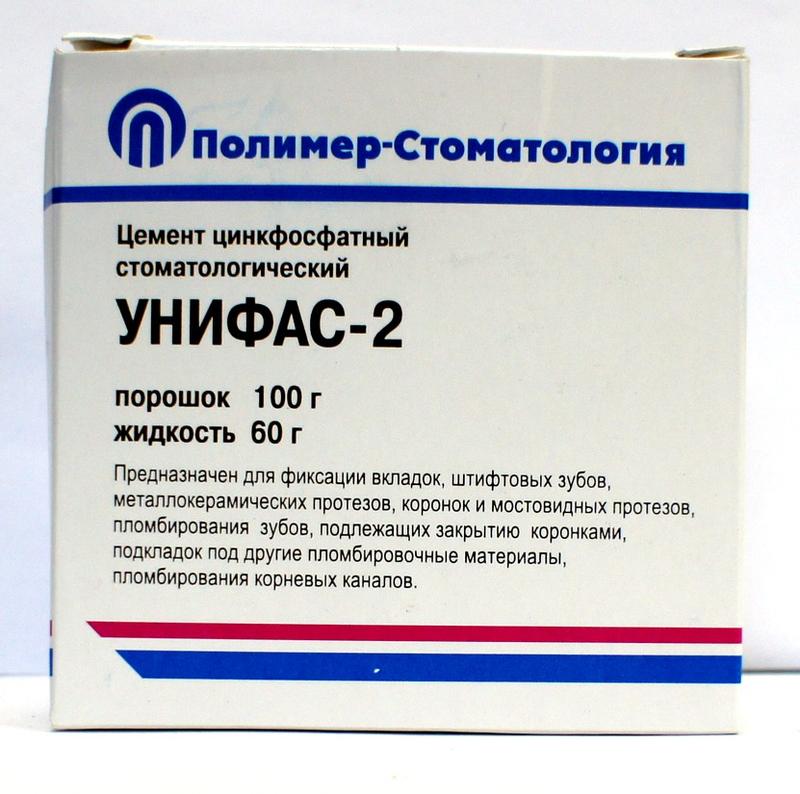 Полимер-Стоматология
Цемент цинкфосфатный
стоматологический
УНИФАС-2
порошок 100 г
жидкость 60 г
Предназначен для фиксации вкладок, штифтовых зубов,
металлокерамических протезов, коронок и мостовидных протезов,
пломбирования зубов, подлежащих закрытию коронками,
подкладок под другие пломбировочные материалы,
пломбирования корневых каналов.